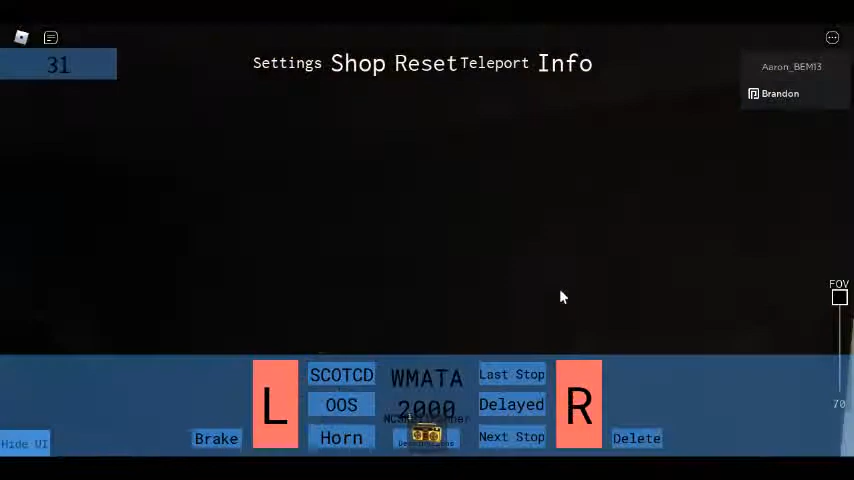 31
Settings Shop Reset Teleport Info
Aaron_BEM13
Brandon
FOV
70
L
SCOTCD
OOS
Horn
WMATA
2000
Last Stop
Delayed
Next Stop
R
Brake
Delete
Hide UI